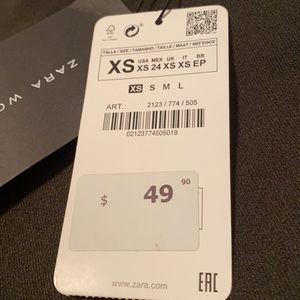 ZARA WO
TALLA / SIZE / TAMANHO / TAILLE / MAAT / MEГEӨOX
XS
USA MEX UK IT BR
XS 24 XS XS EP
XS S M L
ART.: 2123 / 774 / 505
02123774505019
$ 49 90
www.zara.com
EAC